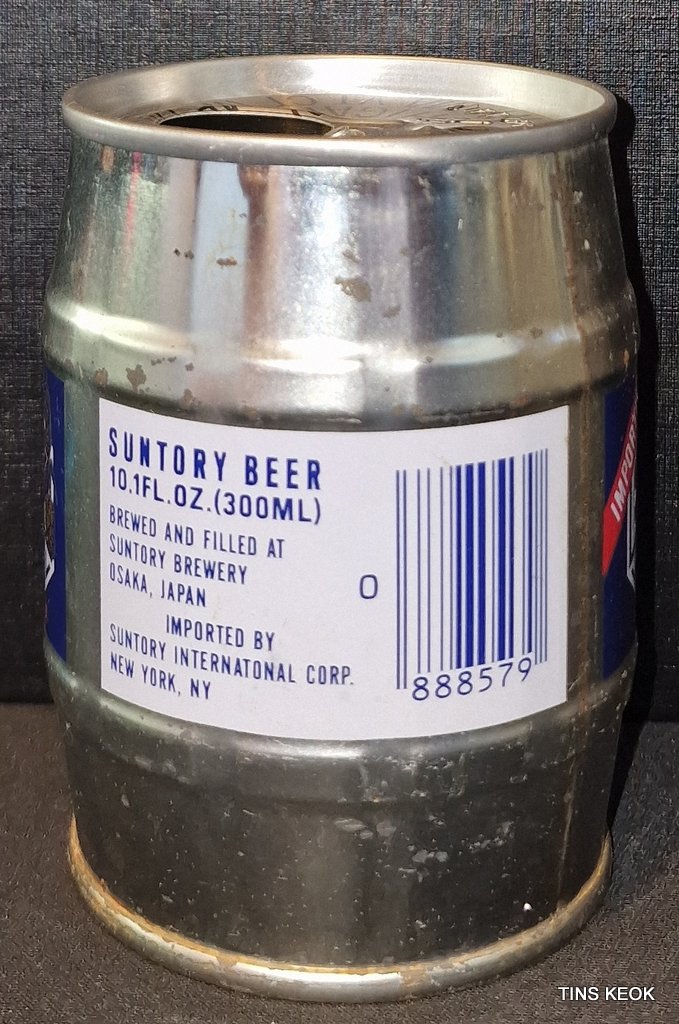 SUNTORY BEER
10.1FL.OZ.(300ML)
BREWED AND FILLED AT
SUNTORY BREWERY
OSAKA, JAPAN
IMPORTED BY
SUNTORY INTERNATONAL CORP.
NEW YORK, NY
0
888579
IMPOR
TINS KEOK